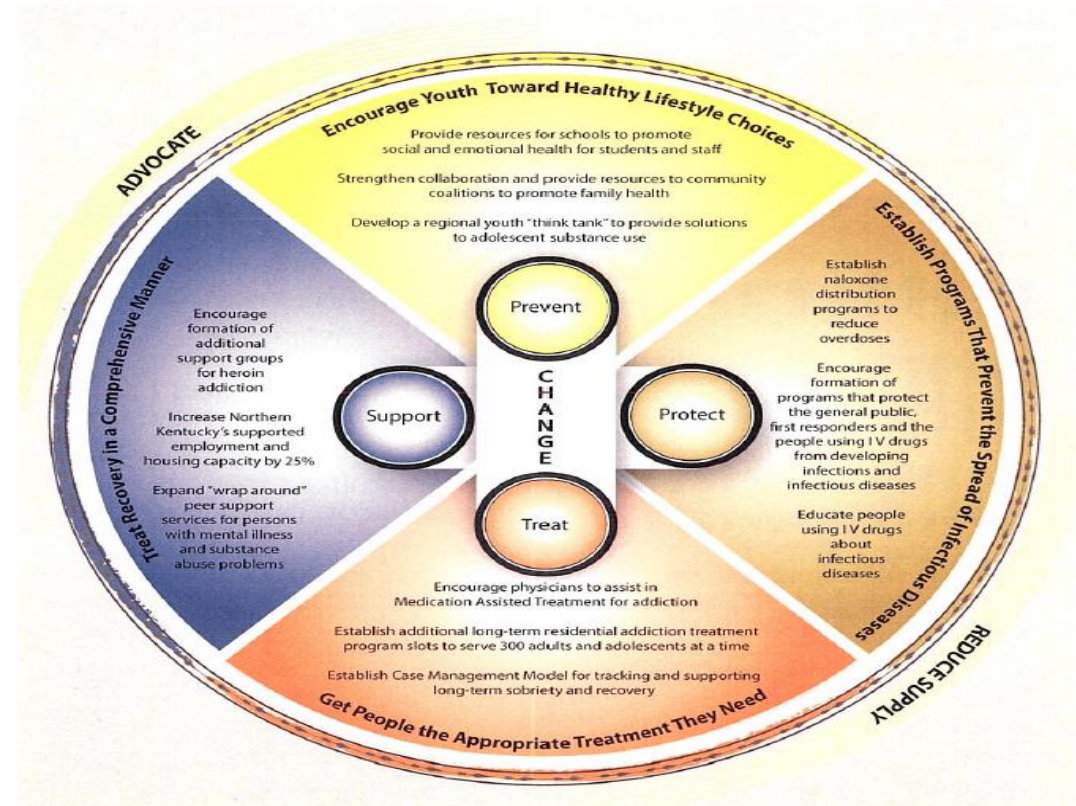 ADVOCATE
Encourage Youth Toward Healthy Lifestyle Choices
Provide resources for schools to promote
social and emotional health for students and staff
Strengthen collaboration and provide resources to community
coalitions to promote family health
Develop a regional youth "think tank" to provide solutions
to adolescent substance use
Prevent
Treat Recovery in a Comprehensive Manner
Encourage
formation of
additional
support groups
for heroin
addiction
Increase Northern
Kentucky's supported
employment and
housing capacity by 25%
Expand "wrap around"
peer support
services for persons
with mental illness
and substance
abuse problems
Support
CHANGE
Protect
Establish Programs That Prevent the Spread of Infectious Diseases
Establish
naloxone
distribution
programs to
reduce
overdoses
Encourage
formation of
programs that protect
the general public,
first responders and the
people using I V drugs
from developing
infections and
infectious diseases
Educate people
using I V drugs
about
infectious
diseases
Treat
Encourage physicians to assist in
Medication Assisted Treatment for addiction
Establish additional long-term residential addiction treatment
program slots to serve 300 adults and adolescents at a time
Establish Case Management Model for tracking and supporting
long-term sobriety and recovery
Get People the Appropriate Treatment They Need
REDUCE SUPPLY